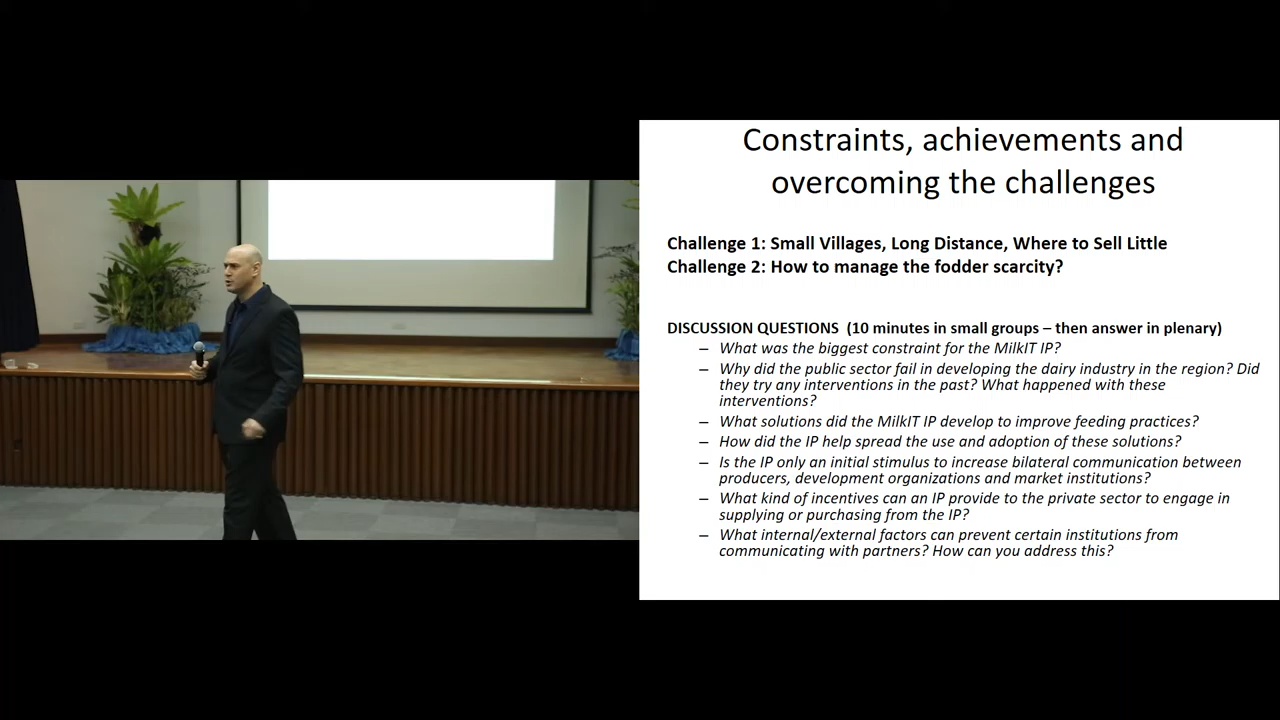 Constraints, achievements and
overcoming the challenges
Challenge 1: Small Villages, Long Distance, Where to Sell Little
Challenge 2: How to manage the fodder scarcity?
DISCUSSION QUESTIONS (10 minutes in small groups – then answer in plenary)
– What was the biggest constraint for the MilkIT IP?
– Why did the public sector fail in developing the dairy industry in the region? Did
they try any interventions in the past? What happened with these
interventions?
– What solutions did the MilkIT IP develop to improve feeding practices?
– How did the IP help spread the use and adoption of these solutions?
– Is the IP only an initial stimulus to increase bilateral communication between
producers, development organizations and market institutions?
– What kind of incentives can an IP provide to the private sector to engage in
supplying or purchasing from the IP?
– What internal/external factors can prevent certain institutions from
communicating with partners? How can you address this?